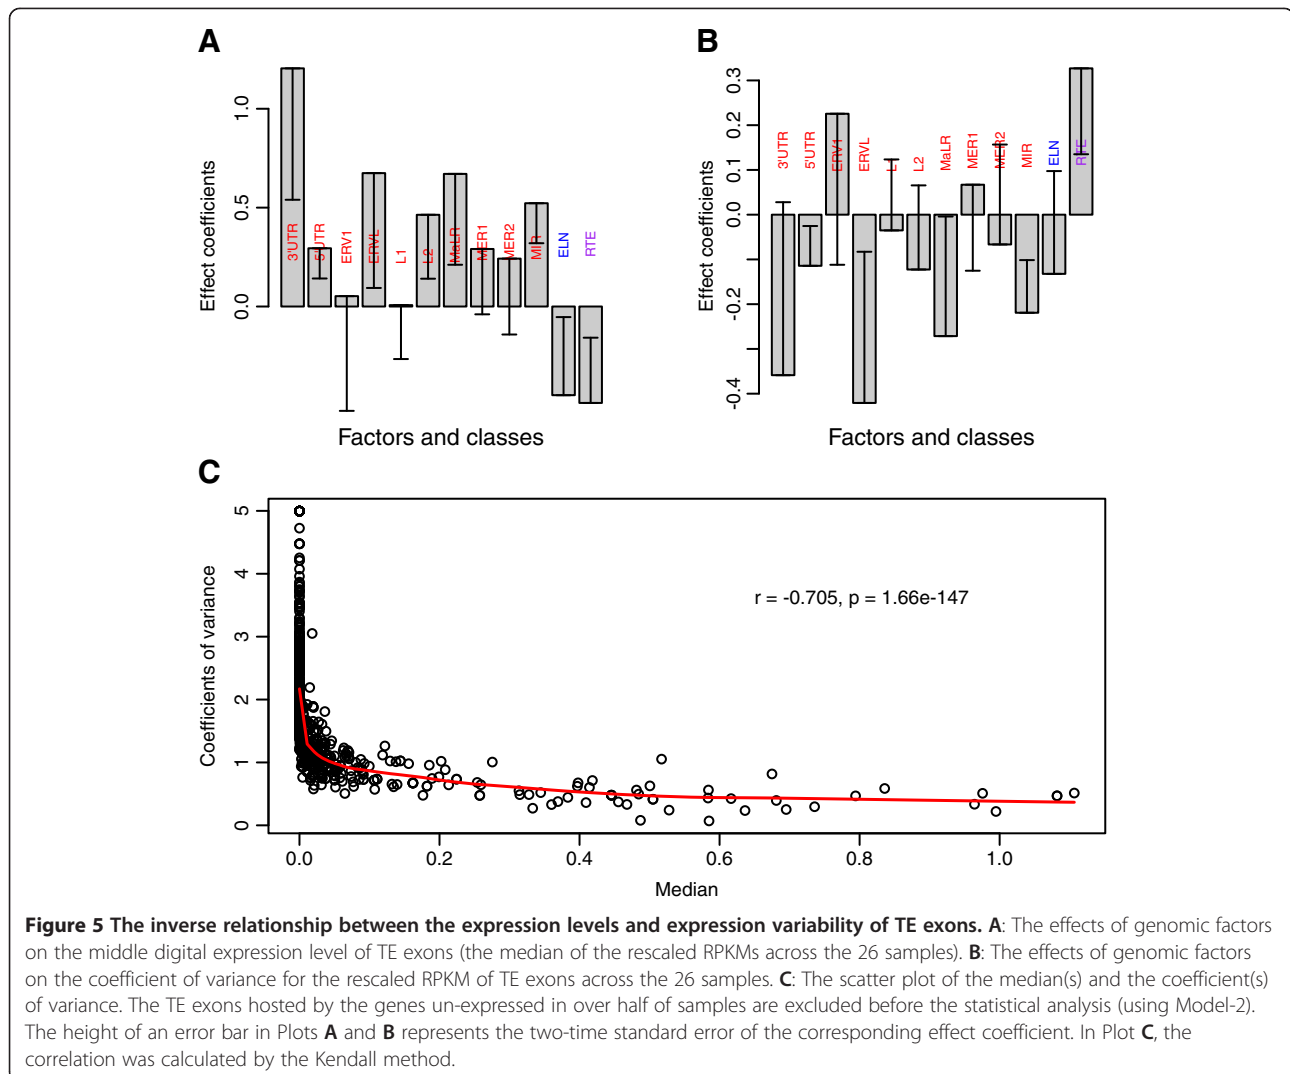 A
B
Effect coefficients
0.0
0.5
1.0
3'UTR
5'UTR
ERV1
ERVL
L1
L2
MaLR
MER1
MER2
MIR
ELN
RTE
Factors and classes
Effect coefficients
-0.4
-0.2
0.0
0.1
0.2
0.3
3'UTR
5'UTR
ERV1
ERVL
L1
L2
MaLR
MER1
MER2
MIR
ELN
RTE
Factors and classes
C
Coefficients of variance
0
1
2
3
4
5
r = -0.705, p = 1.66e-147
0.0 0.2 0.4 0.6 0.8 1.0
Median
Figure 5 The inverse relationship between the expression levels and expression variability of TE exons. A: The effects of genomic factors
on the middle digital expression level of TE exons (the median of the rescaled RPKMs across the 26 samples). B: The effects of genomic factors
on the coefficient of variance for the rescaled RPKM of TE exons across the 26 samples. C: The scatter plot of the median(s) and the coefficient(s)
of variance. The TE exons hosted by the genes un-expressed in over half of samples are excluded before the statistical analysis (using Model-2).
The height of an error bar in Plots A and B represents the two-time standard error of the corresponding effect coefficient. In Plot C, the
correlation was calculated by the Kendall method.